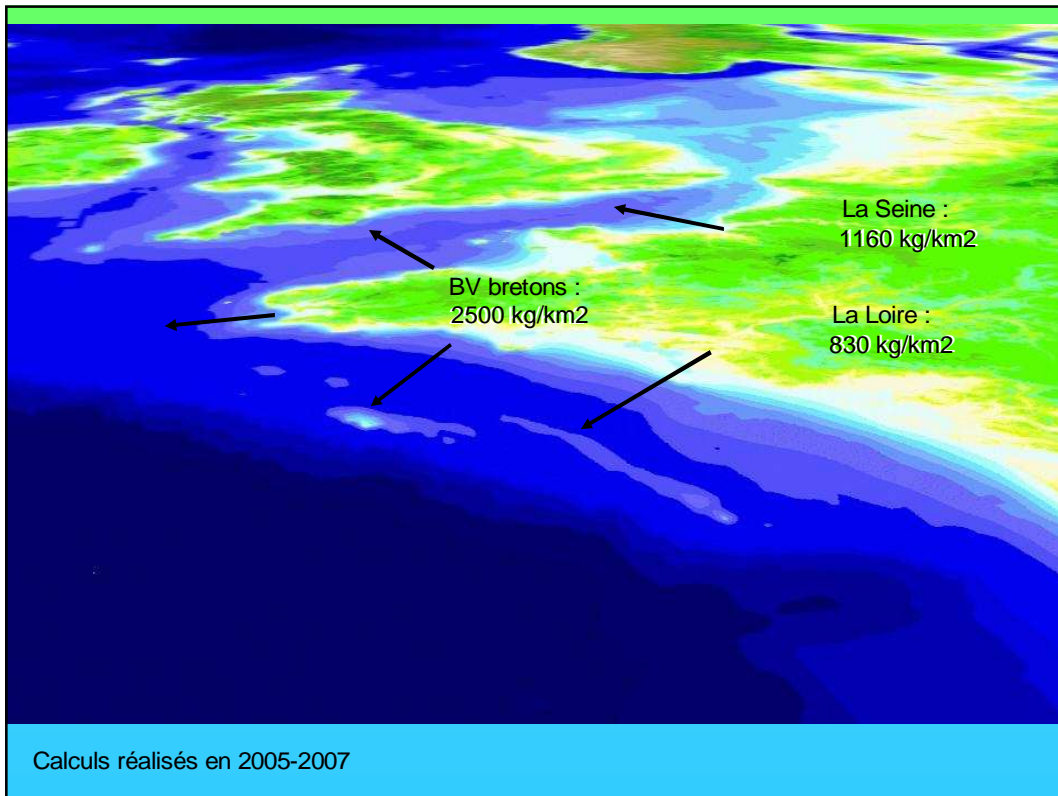 La Seine :
1160 kg/km2
BV bretons :
2500 kg/km2
La Loire :
830 kg/km2
Calculs réalisés en 2005-2007